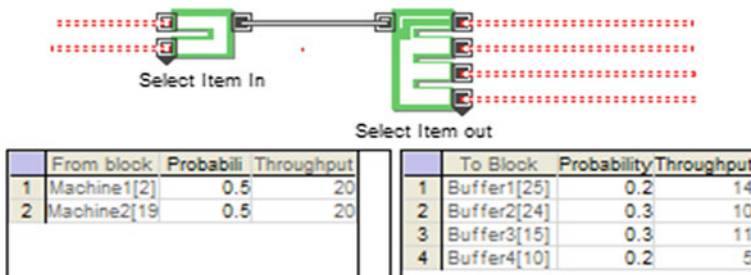 Select Item In
Select Item out
From block Probabili Throughput
1 Machine1[2] 0.5 20
2 Machine2[19 0.5 20
To Block Probability Throughput
1 Buffer1[25] 0.2 14
2 Buffer2[24] 0.3 10
3 Buffer3[15] 0.3 11
4 Buffer4[10] 0.2 5